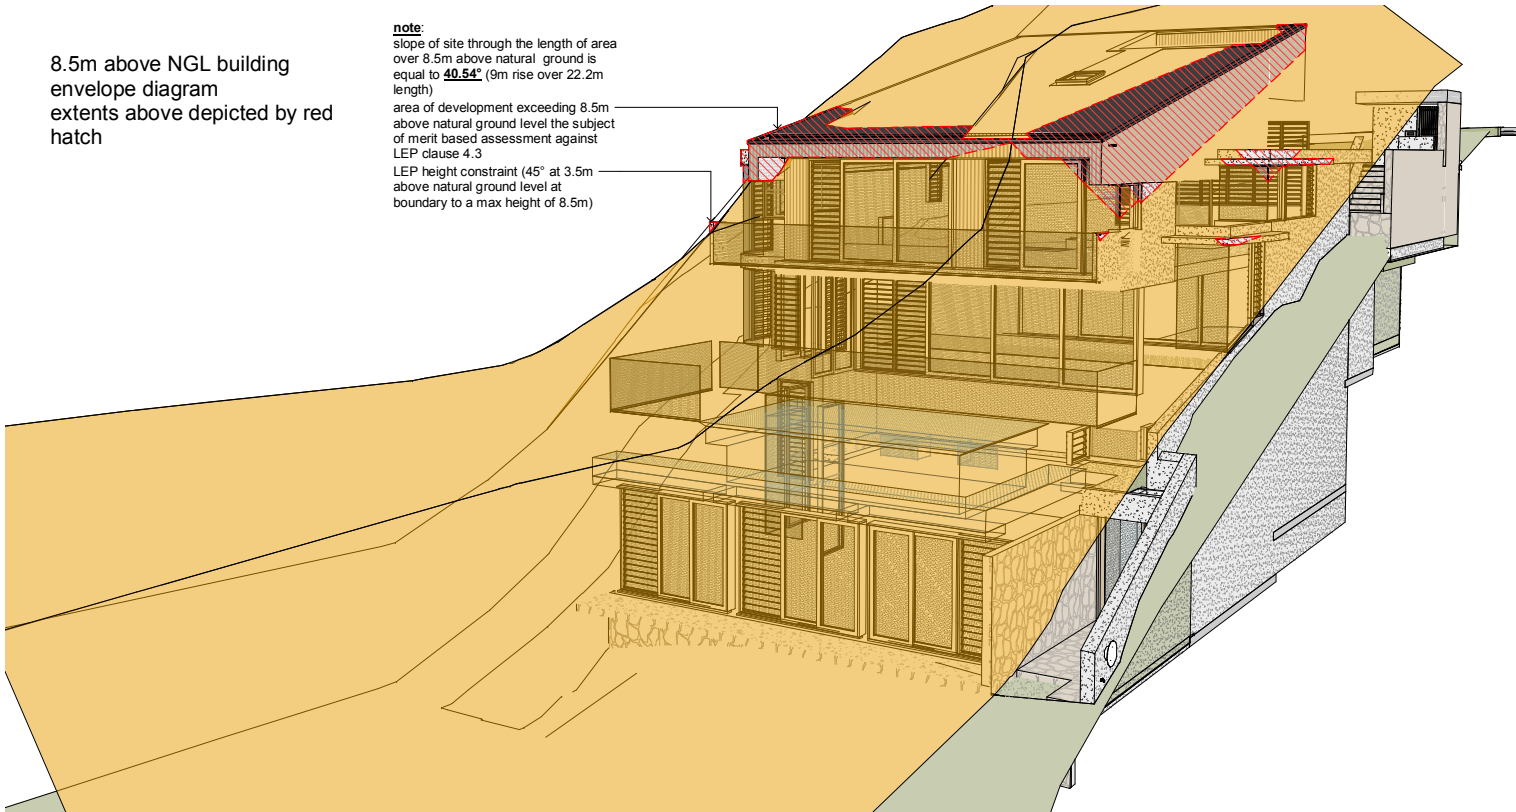 8.5m above NGL building
envelope diagram
extents above depicted by red
hatch
note:
slope of site through the length of area
over 8.5m above natural ground is
equal to 40.54° (9m rise over 22.2m
length)
area of development exceeding 8.5m
above natural ground level the subject
of merit based assessment against
LEP clause 4.3
LEP height constraint (45° at 3.5m
above natural ground level at
boundary to a max height of 8.5m)